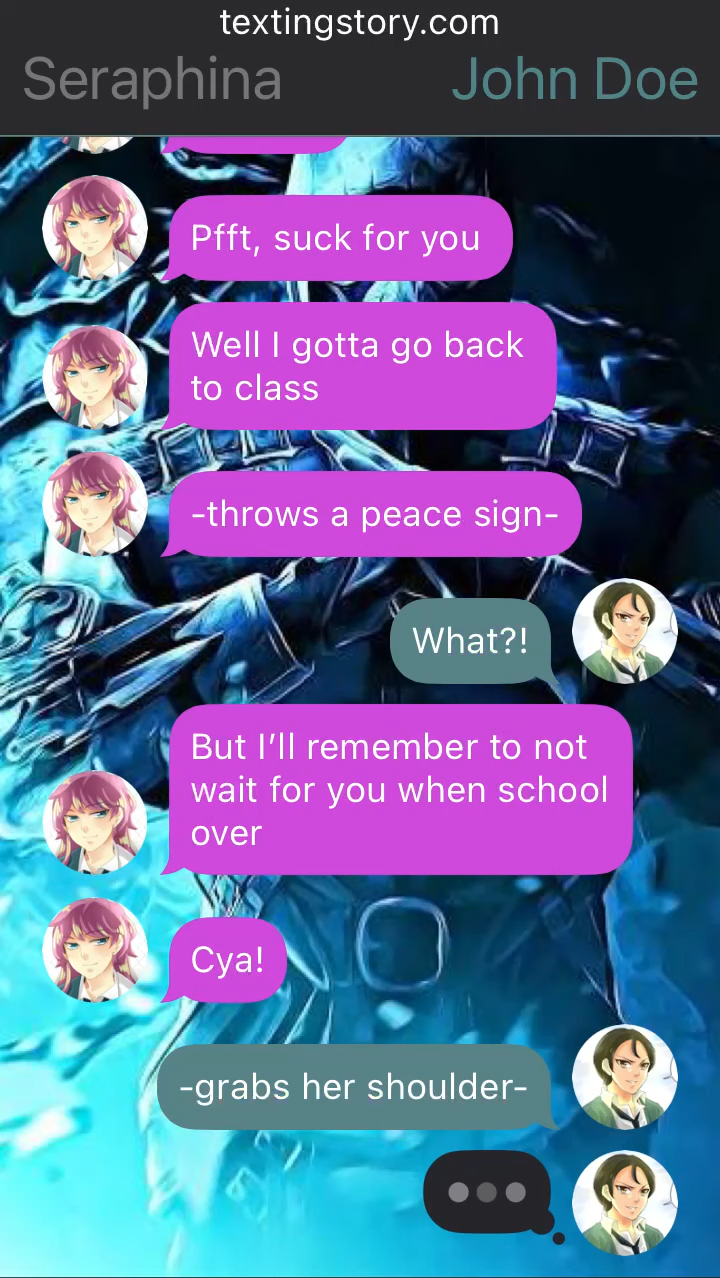 textingstory.com
Seraphina
John Doe
Pfft, suck for you
Well I gotta go back
to class
-throws a peace sign-
What?!
But I’ll remember to not
wait for you when school
over
Cya!
-grabs her shoulder-